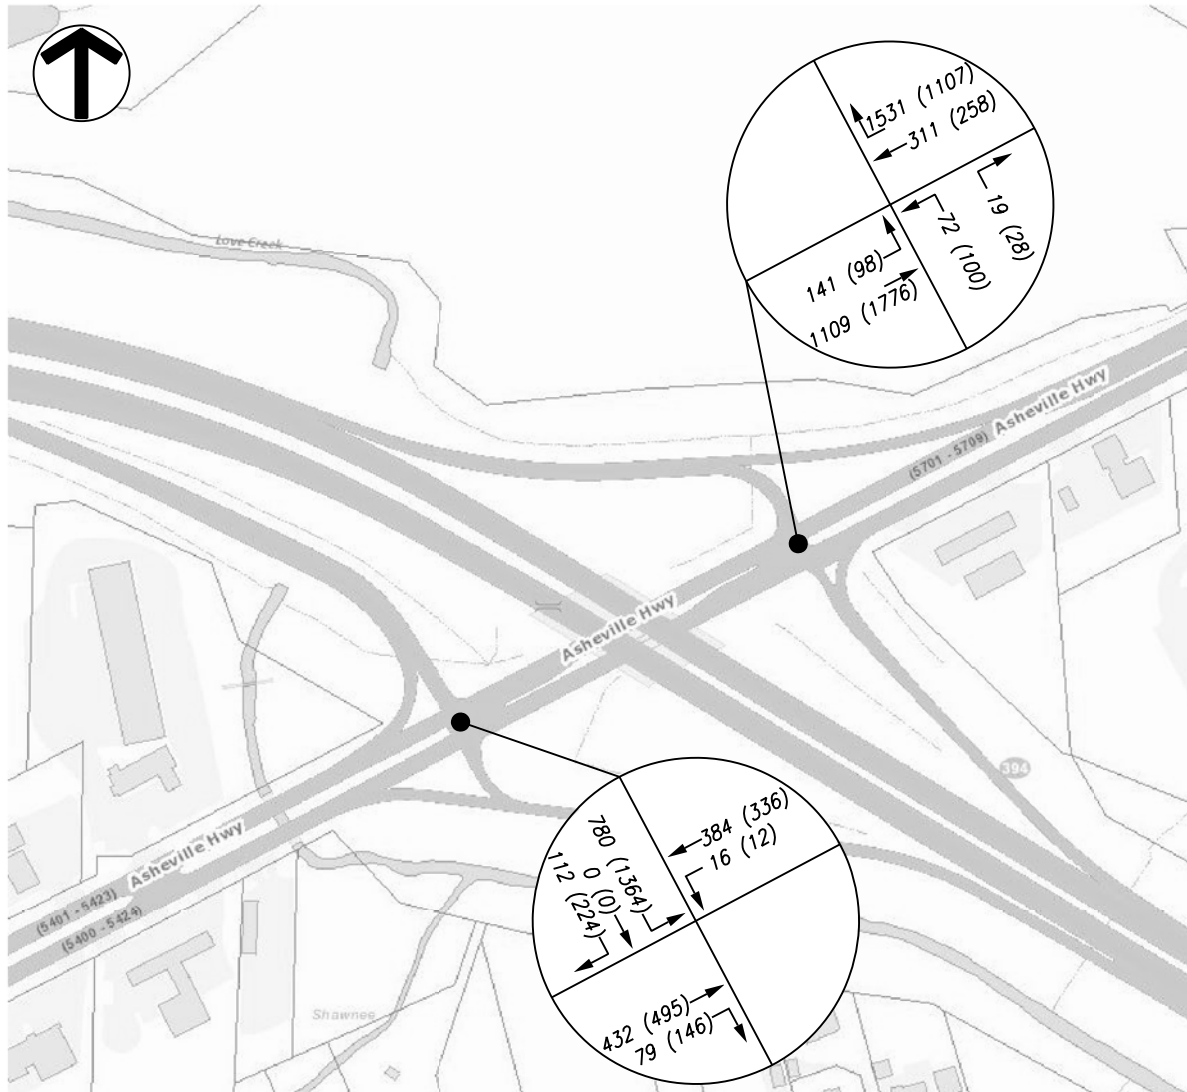 1531 (1107)
311 (258)
19 (28)
72 (100)
141 (98)
1109 (1776)
Love Creek
Asheville Hwy
(5701 - 5709)
Asheville Hwy
394
Asheville Hwy
(5401 - 5423)
(5400 - 5424)
780 (1364)
0 (0)
112 (224)
384 (336)
16 (12)
432 (495)
79 (146)
Shawnee